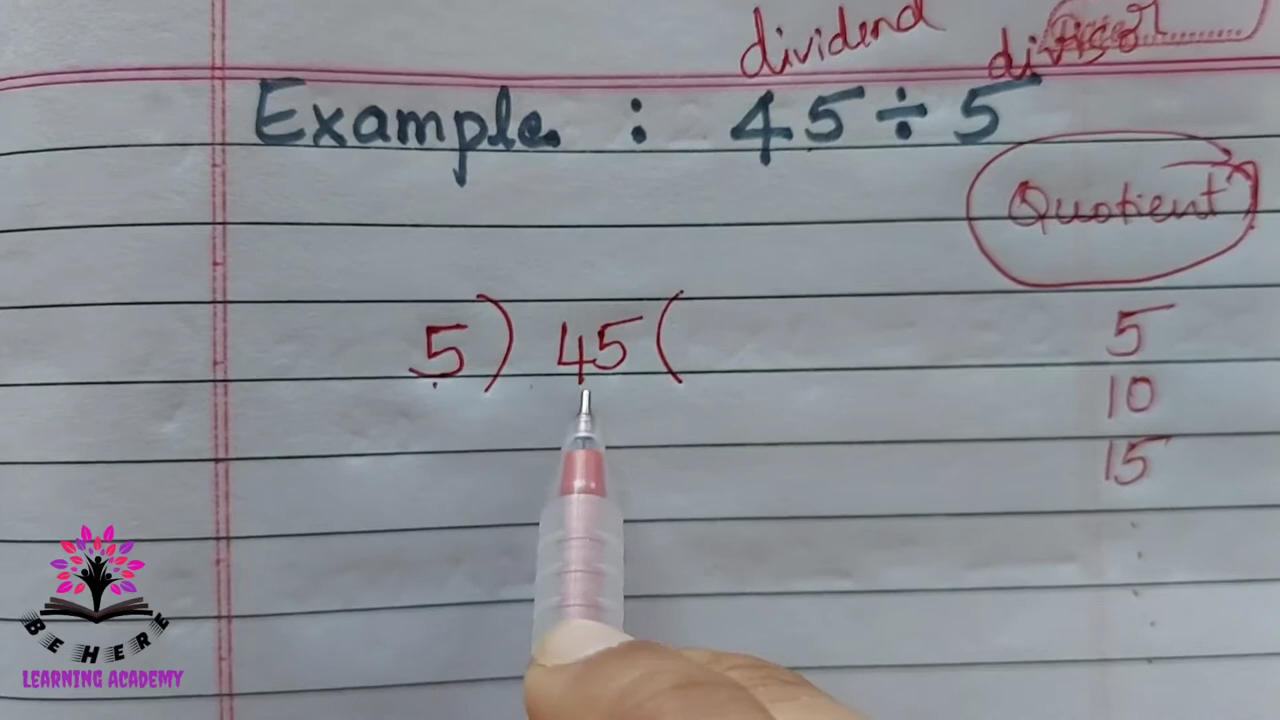 dividend divisor
Example : 45 ÷ 5
Quotient
5 ) 45 (
5
10
15
BE HERE
LEARNING ACADEMY